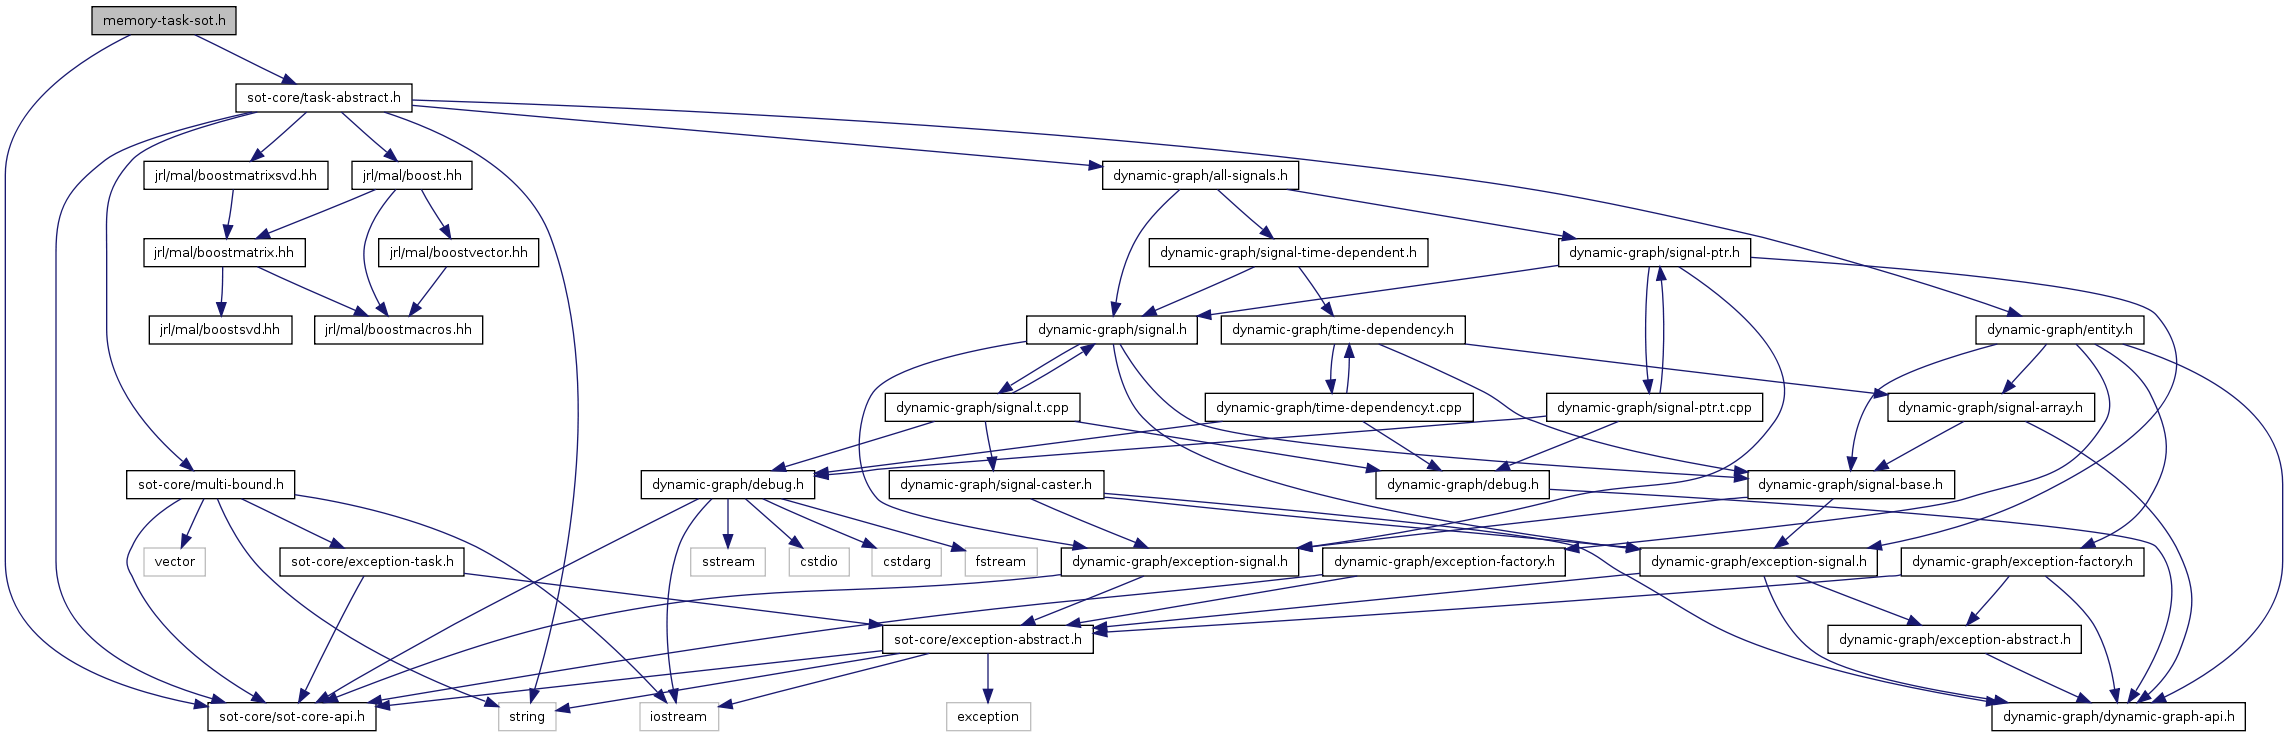 memory-task-sot.h
sot-core/task-abstract.h
jrl/mal/boostmatrixsvd.hh
jrl/mal/boost.hh
dynamic-graph/all-signals.h
jrl/mal/boostmatrix.hh
jrl/mal/boostvector.hh
dynamic-graph/signal-time-dependent.h
dynamic-graph/signal-ptr.h
jrl/mal/boostsvd.hh
jrl/mal/boostmacros.hh
dynamic-graph/signal.h
dynamic-graph/time-dependency.h
dynamic-graph/entity.h
dynamic-graph/signal.t.cpp
dynamic-graph/time-dependency.t.cpp
dynamic-graph/signal-ptr.t.cpp
dynamic-graph/signal-array.h
sot-core/multi-bound.h
dynamic-graph/debug.h
dynamic-graph/signal-caster.h
dynamic-graph/debug.h
dynamic-graph/signal-base.h
vector
sot-core/exception-task.h
sstream
cstdio
cstdarg
fstream
dynamic-graph/exception-signal.h
dynamic-graph/exception-factory.h
dynamic-graph/exception-signal.h
dynamic-graph/exception-factory.h
sot-core/exception-abstract.h
dynamic-graph/exception-abstract.h
sot-core/sot-core-api.h
string
iostream
exception
dynamic-graph/dynamic-graph-api.h